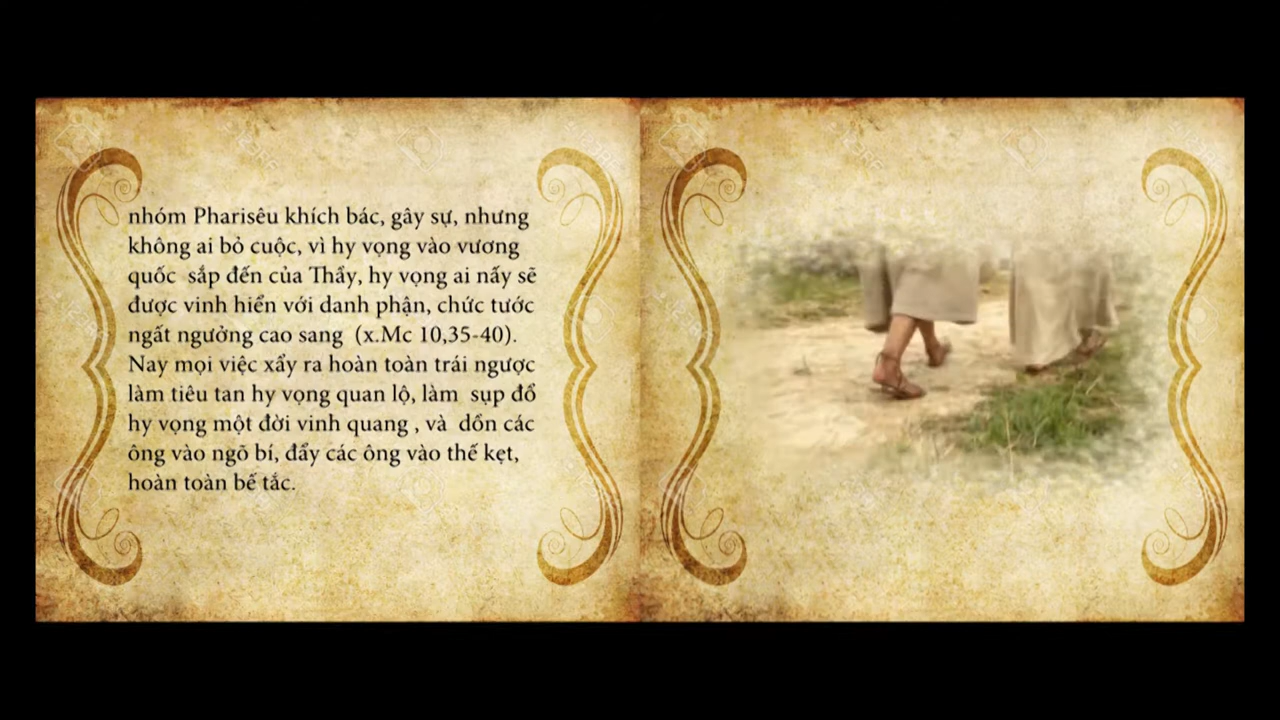 nhóm Pharisêu khích bác, gây sự, nhưng
không ai bỏ cuộc, vì hy vọng vào vương
quốc  sắp đến của Thầy, hy vọng ai nấy sẽ
được vinh hiển với danh phận, chức tước
ngất ngưởng cao sang  (x.Mc 10,35-40).
Nay mọi việc xẩy ra hoàn toàn trái ngược
làm tiêu tan hy vọng quan lộ, làm  sụp đổ
hy vọng một đời vinh quang , và  dồn các
ông vào ngõ bí, đẩy các ông vào thế kẹt,
hoàn toàn bế tắc.